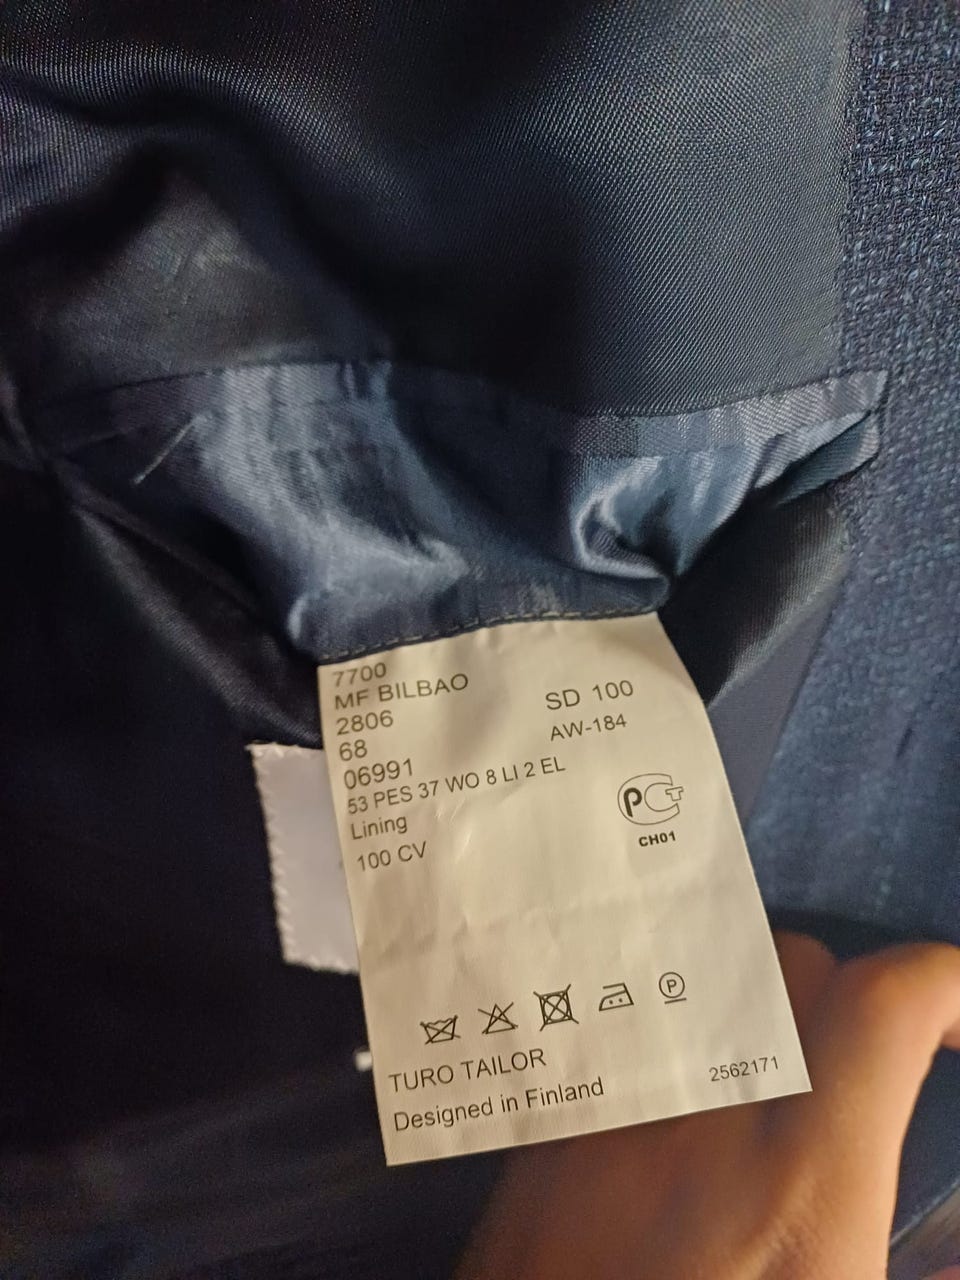 7700
MF BILBAO
2806
68
06991
SD 100
AW-184
53 PES 37 WO 8 LI 2 EL
Lining
100 CV
PCT
CH01
P
TURO TAILOR
Designed in Finland
2562171